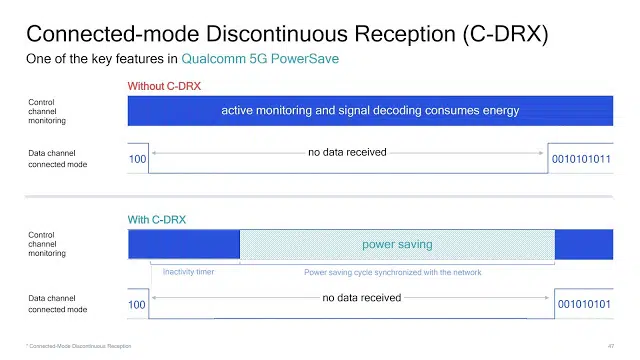 Connected-mode Discontinuous Reception (C-DRX)
One of the key features in Qualcomm 5G PowerSave
Without C-DRX
Control
channel
monitoring
active monitoring and signal decoding consumes energy
Data channel
connected mode
100
no data received
0010101011
With C-DRX
Control
channel
monitoring
power saving
Inactivity timer
Power saving cycle synchronized with the network
Data channel
connected mode
100
no data received
001010101
* Connected-Mode Discontinuous Reception
47